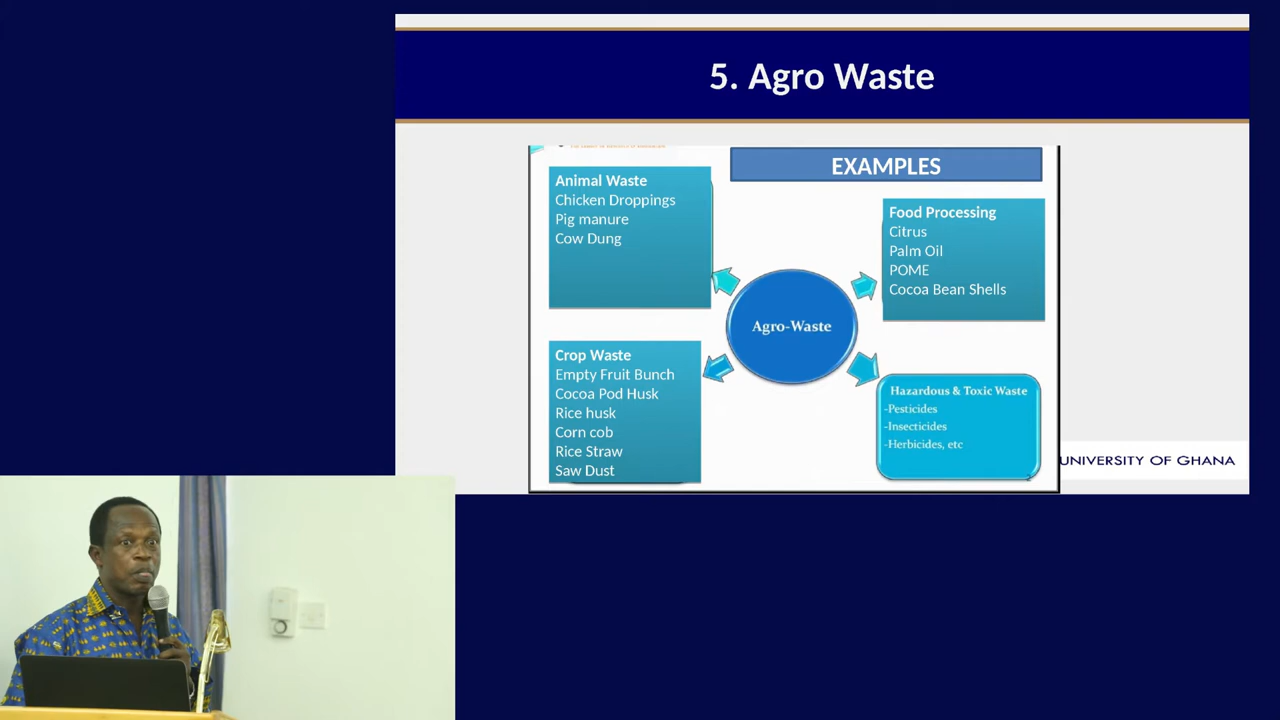 5. Agro Waste
EXAMPLES
Animal Waste
Chicken Droppings
Pig manure
Cow Dung
Food Processing
Citrus
Palm Oil
POME
Cocoa Bean Shells
Agro-Waste
Crop Waste
Empty Fruit Bunch
Cocoa Pod Husk
Rice husk
Corn cob
Rice Straw
Saw Dust
Hazardous & Toxic Waste
-Pesticides
-Insecticides
-Herbicides, etc
UNIVERSITY OF GHANA